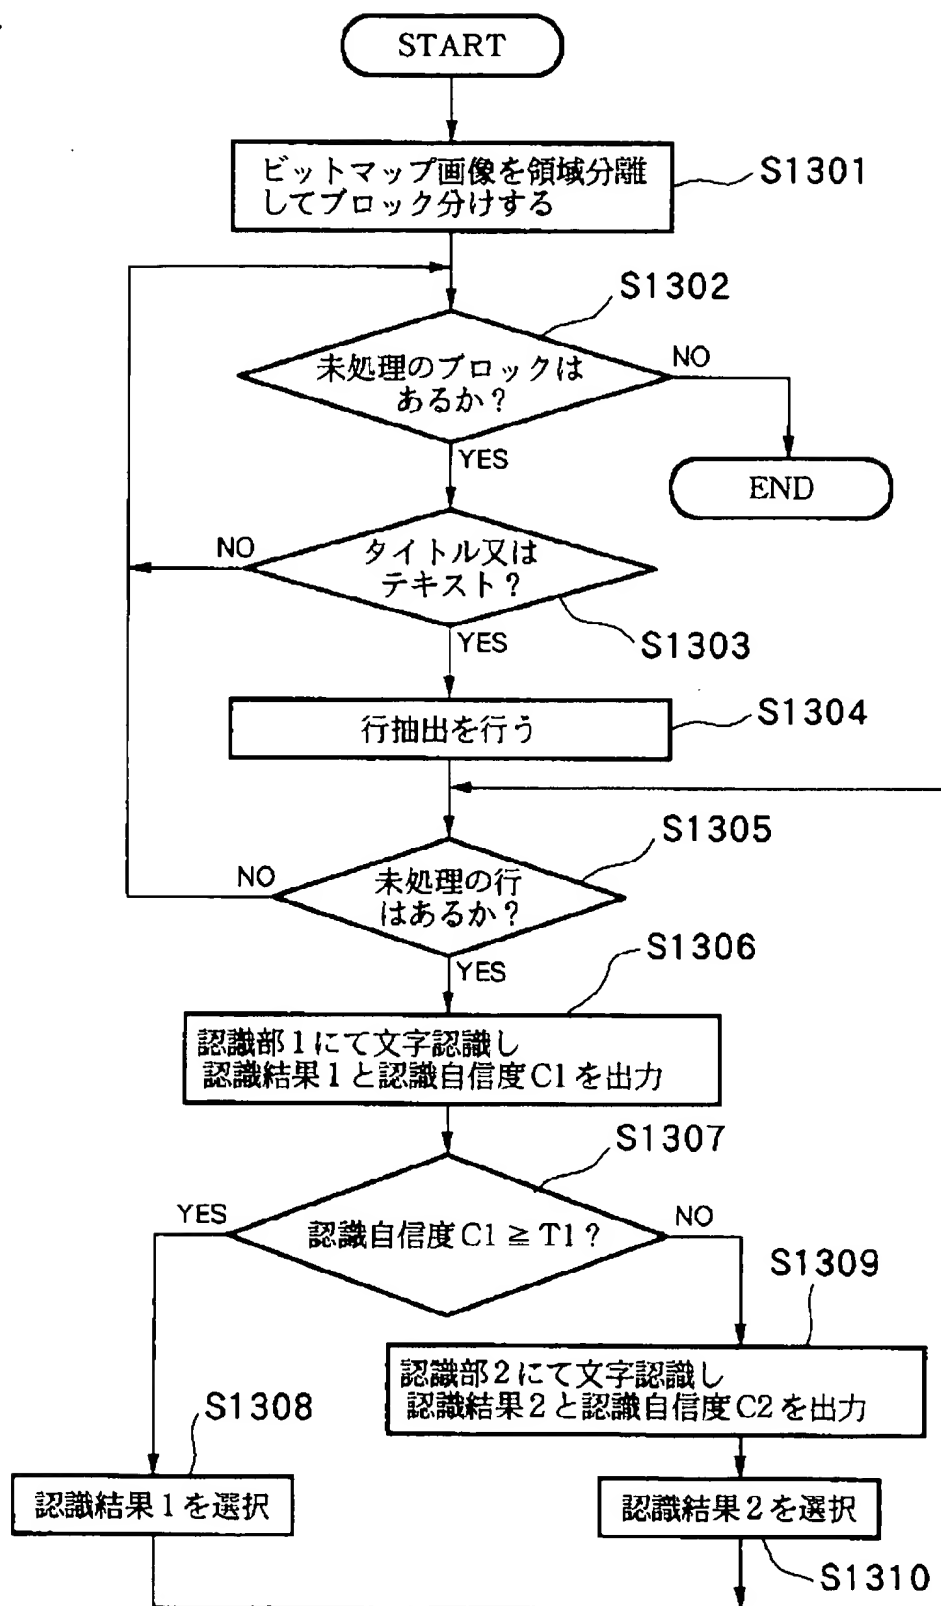 START
ビットマップ画像を領域分離
してブロック分けする
S1301
S1302
未処理のブロックは
あるか？
NO
YES
END
タイトル又は
テキスト？
NO
YES
S1303
行抽出を行う
S1304
S1305
未処理の行
はあるか？
NO
YES
S1306
認識部1にて文字認識し
認識結果1と認識自信度C1を出力
S1307
認識自信度C1≧T1？
YES
NO
S1309
認識部2にて文字認識し
認識結果2と認識自信度C2を出力
S1308
認識結果1を選択
認識結果2を選択
S1310